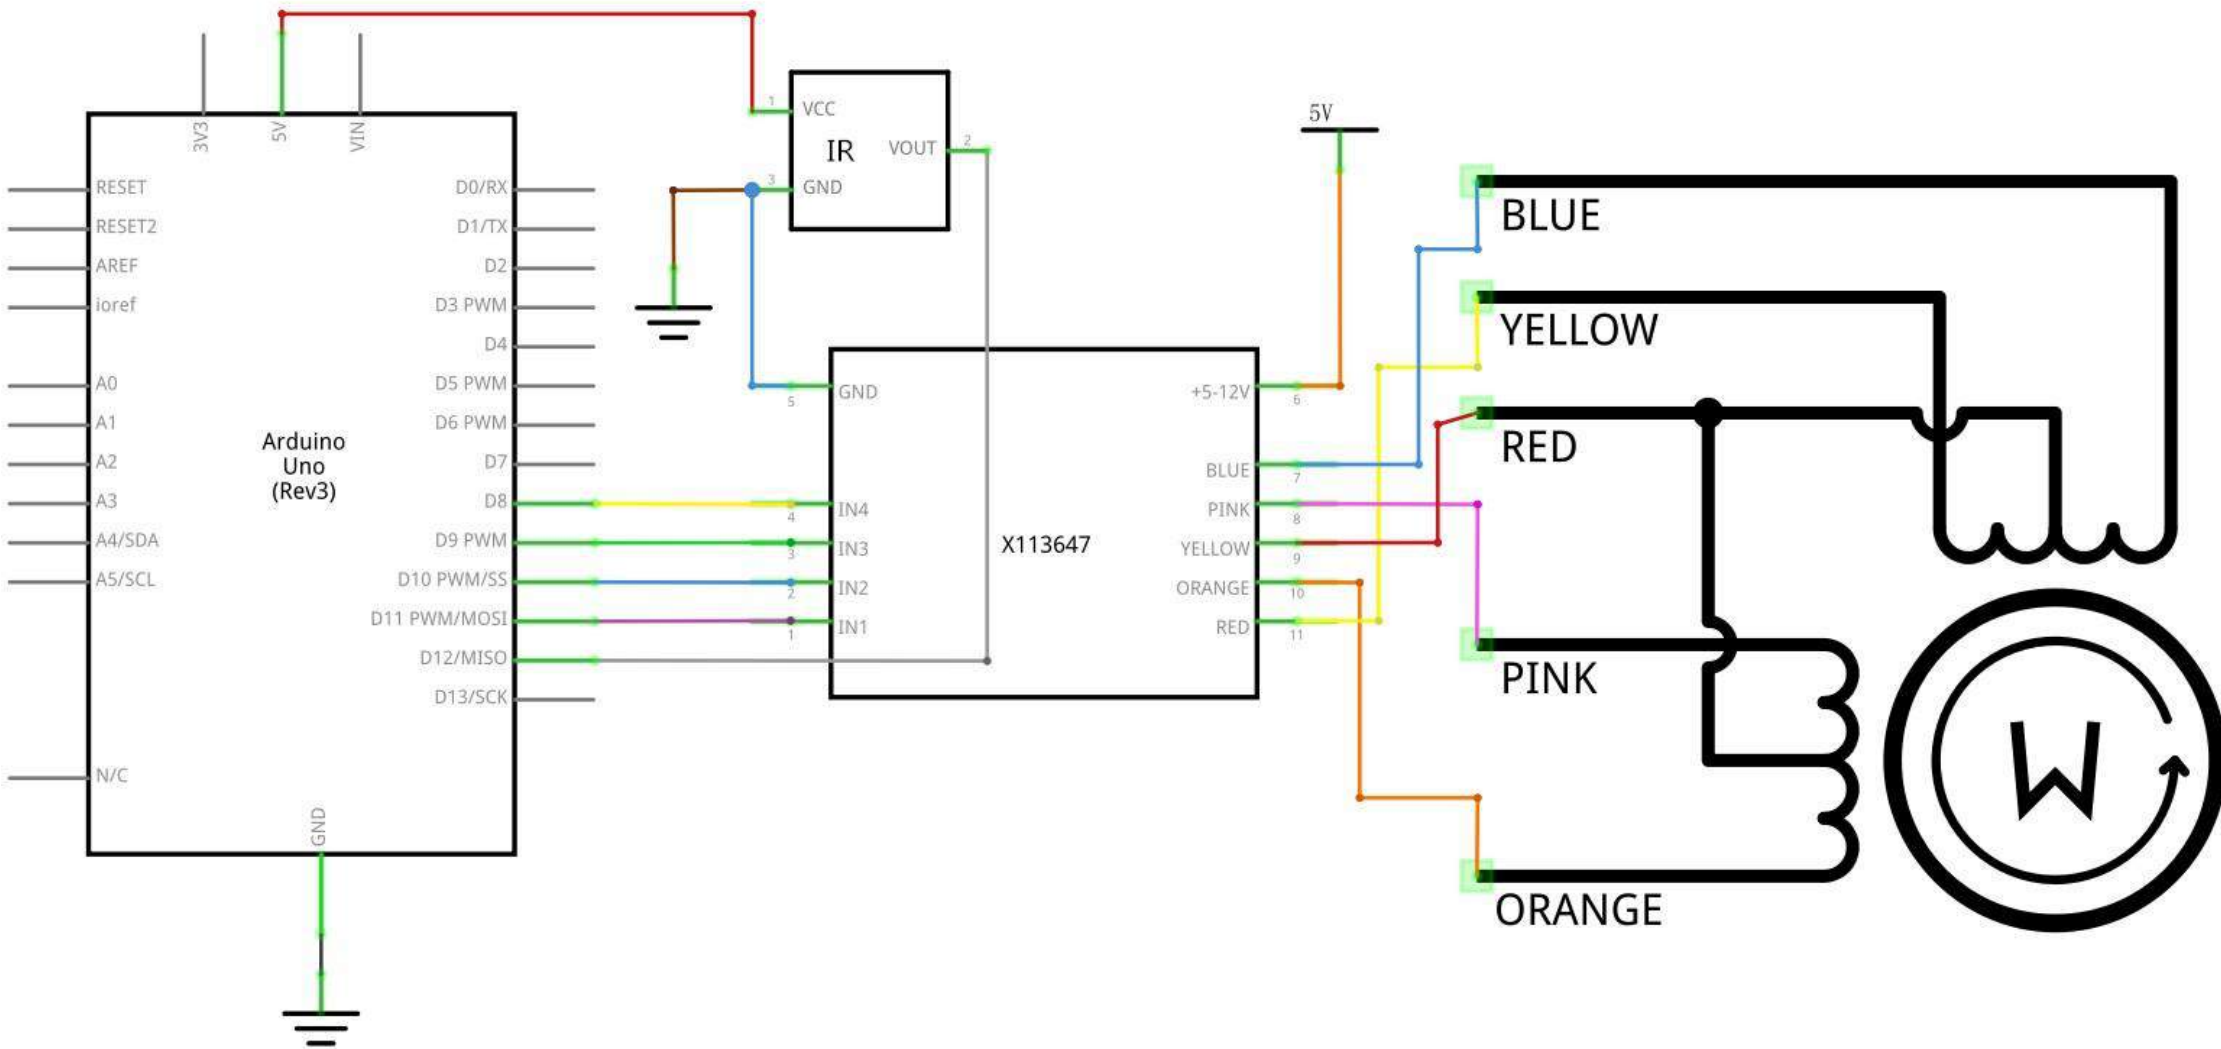 3V3
5V
VIN
RESET
RESET2
AREF
ioref
A0
A1
A2
A3
A4/SDA
A5/SCL
N/C
Arduino
Uno
(Rev3)
D0/RX
D1/TX
D2
D3 PWM
D4
D5 PWM
D6 PWM
D7
D8
D9 PWM
D10 PWM/SS
D11 PWM/MOSI
D12/MISO
D13/SCK
GND
1
VCC
IR
VOUT
2
3
GND
5
GND
4
IN4
3
IN3
2
IN2
1
IN1
X113647
+5-12V
6
BLUE
7
PINK
8
YELLOW
9
ORANGE
10
RED
11
5V
BLUE
YELLOW
RED
PINK
ORANGE